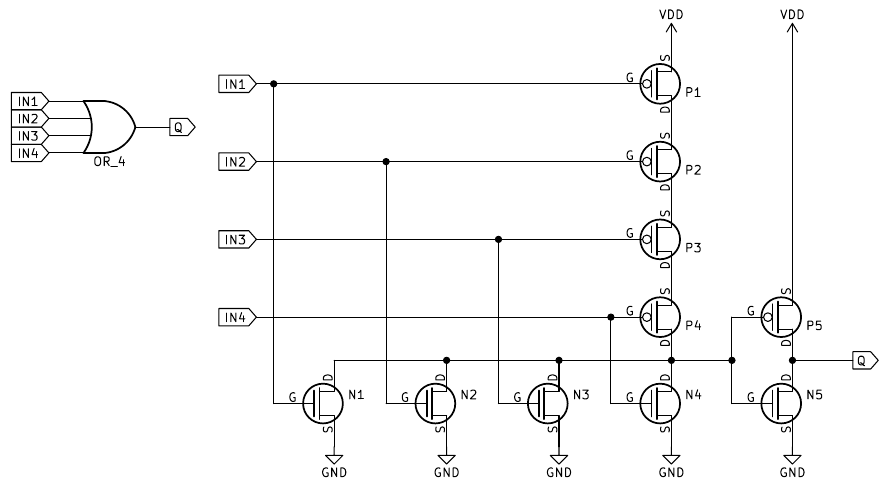 VDD VDD
S
IN1 G P1
IN1 D
IN2 Q
IN3 S
IN4 IN2 G P2
OR_4 D
S
IN3 G P3
D
S S
IN4 G P4 G P5
D D
Q
D D D D D
G N1 G N2 G N3 G N4 G N5
S S S S S
GND GND GND GND GND